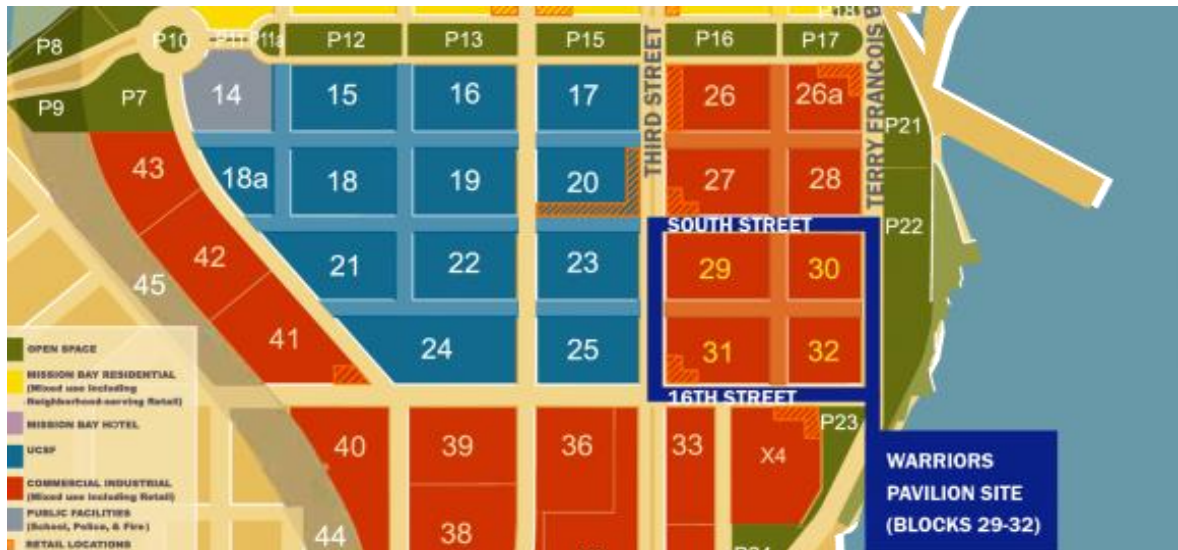 P8
P10
P11
P11a
P12
P13
P15
THIRD STREET
P16
P17
TERRY FRANCOIS B
P9
P7
14
15
16
17
26
26a
P21
43
18a
18
19
20
27
28
SOUTH STREET
P22
42
45
21
22
23
29
30
41
24
25
31
32
16TH STREET
OPEN SPACE
MISSION BAY RESIDENTIAL
(Mixed use including
Neighborhood-serving Retail)
MISSION BAY HOTEL
UCSF
COMMERCIAL INDUSTRIAL
(Mixed use including Retail)
PUBLIC FACILITIES
(School, Police, & Fire)
RETAIL LOCATIONS
40
39
36
33
X4
P23
44
38
WARRIORS
PAVILION SITE
(BLOCKS 29-32)